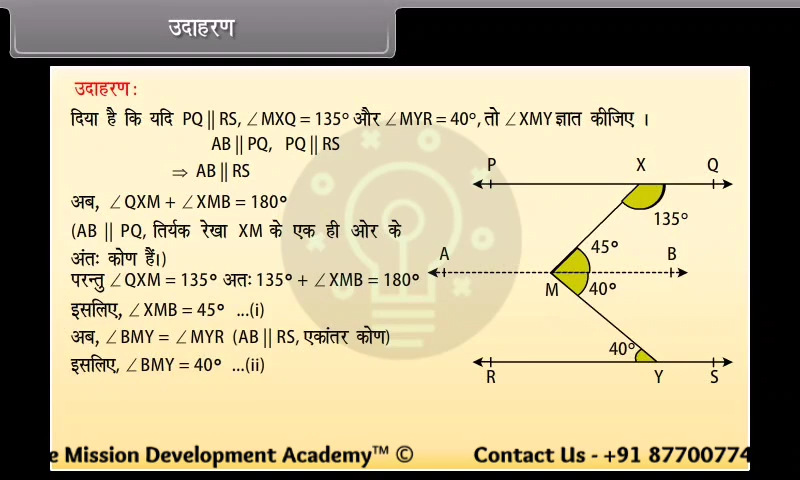 उदाहरण
उदाहरण:
दिया है कि यदि PQ || RS, ∠MXQ = 135° और ∠MYR = 40°, तो ∠XMY ज्ञात कीजिए ।
AB || PQ, PQ || RS
⇒ AB || RS
अब, ∠QXM + ∠XMB = 180°
(AB || PQ, तिर्यक रेखा XM के एक ही ओर के
अंतः कोण हैं।)
परन्तु ∠QXM = 135° अतः 135° + ∠XMB = 180°
इसलिए, ∠XMB = 45° ...(i)
अब, ∠BMY = ∠MYR (AB || RS, एकांतर कोण)
इसलिए, ∠BMY = 40° ...(ii)
P X Q
135°
45°
A B
M 40°
40°
R Y S
e Mission Development Academy™ © Contact Us - +91 87700774